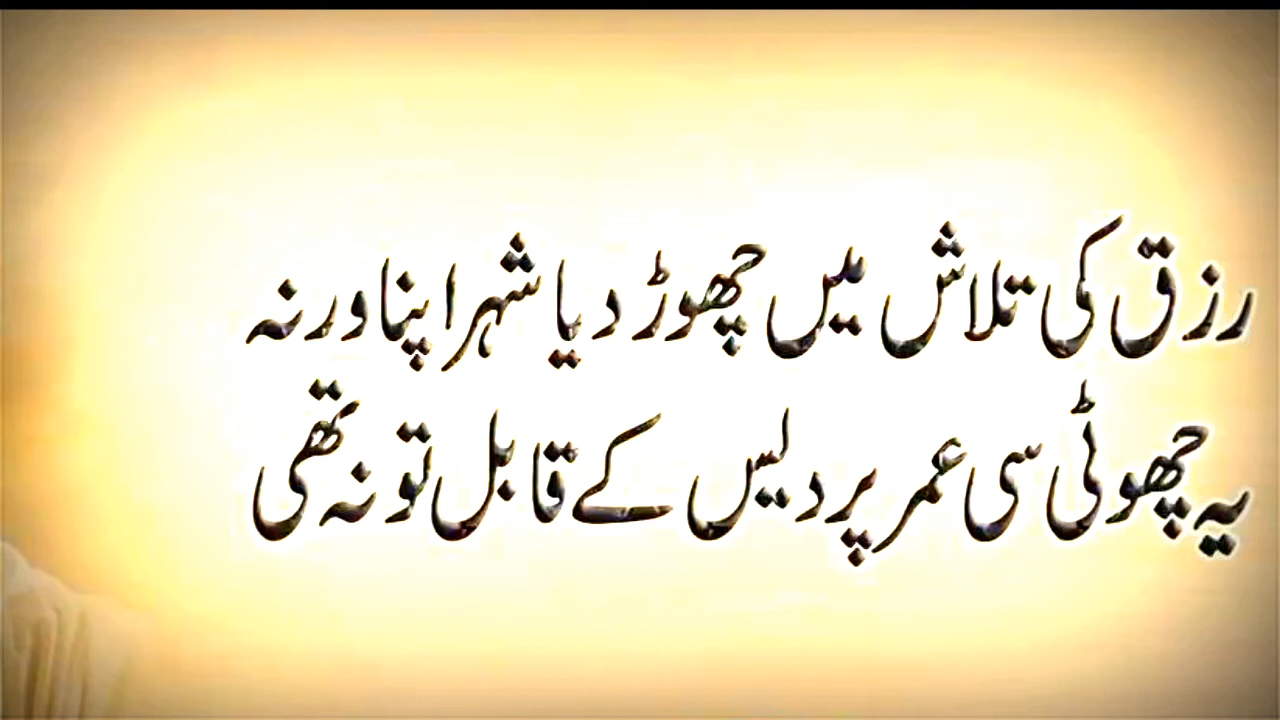 رزق کی تلاش میں چھوڑ دیا شہر اپنا ورنہ
یہ چھوٹی سی عمر پردیس کے قابل تو نہ تھی